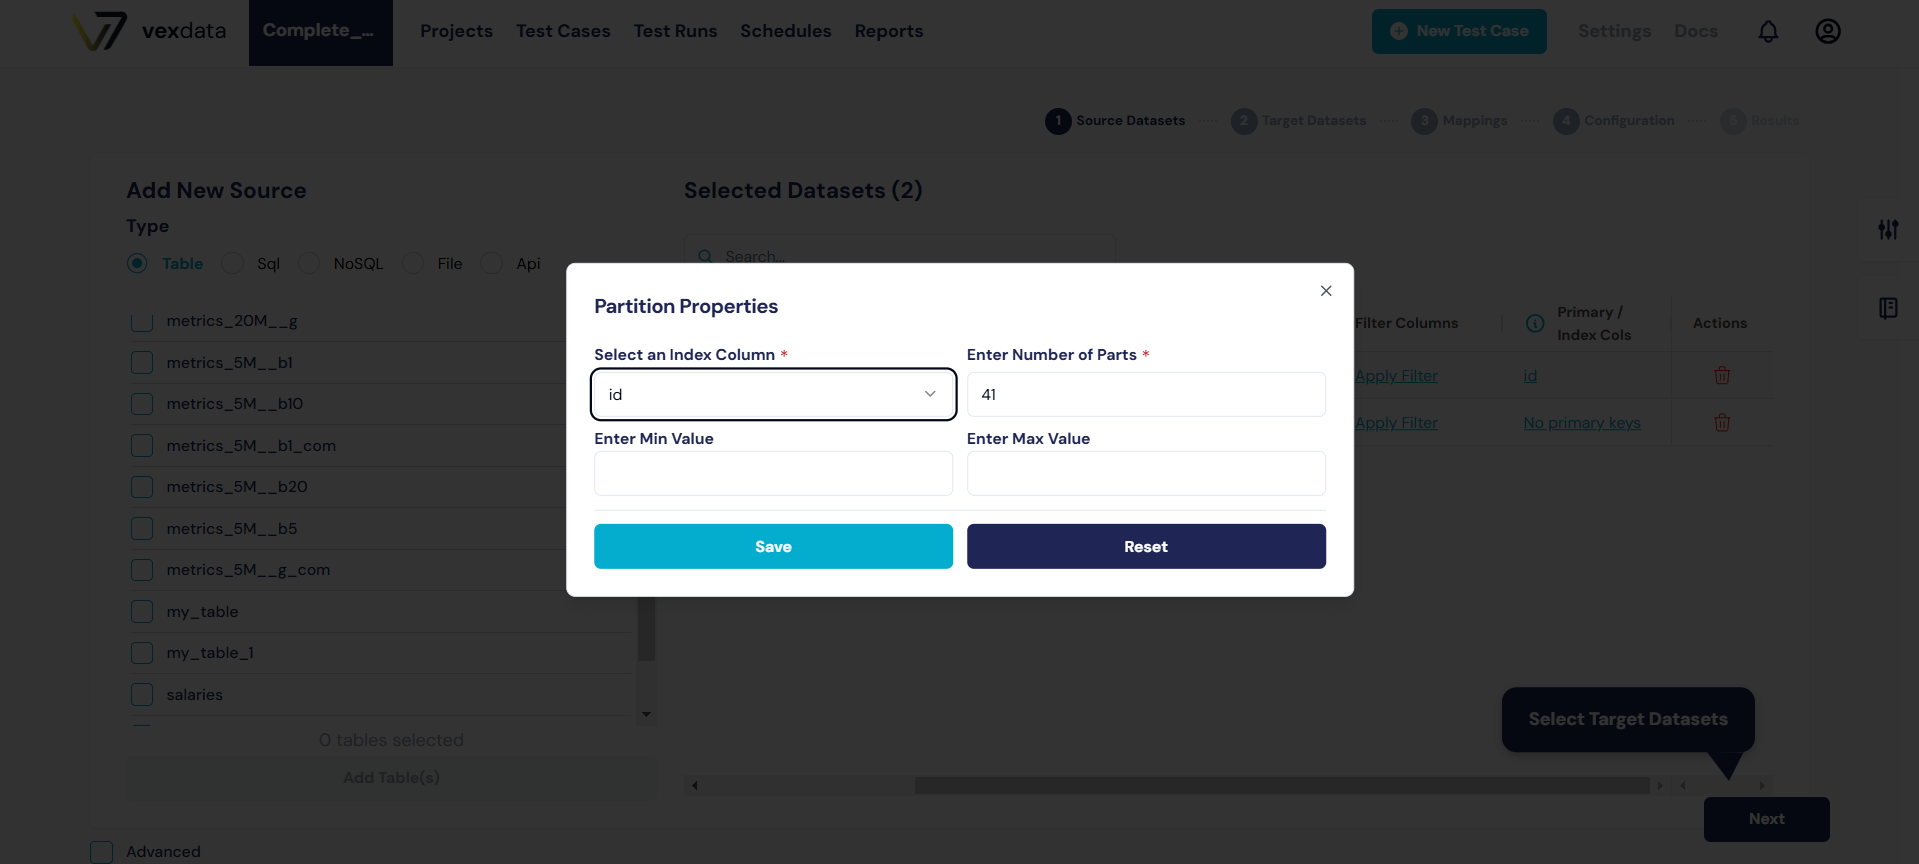 vexdata
Complete_...
Projects
Test Cases
Test Runs
Schedules
Reports
New Test Case
Settings
Docs
1 Source Datasets
2 Target Datasets
3 Mappings
4 Configuration
5 Results
Add New Source
Type
Table
Sql
NoSQL
File
Api
metrics_20M__g
metrics_5M__b1
metrics_5M__b10
metrics_5M__b1_com
metrics_5M__b20
metrics_5M__b5
metrics_5M__g_com
my_table
my_table_1
salaries
0 tables selected
Add Table(s)
Advanced
Selected Datasets (2)
Search...
Filter Columns
Primary /
Index Cols
Actions
Apply Filter
id
Apply Filter
No primary keys
Partition Properties
Select an Index Column *
Enter Number of Parts *
id
41
Enter Min Value
Enter Max Value
Save
Reset
Select Target Datasets
Next